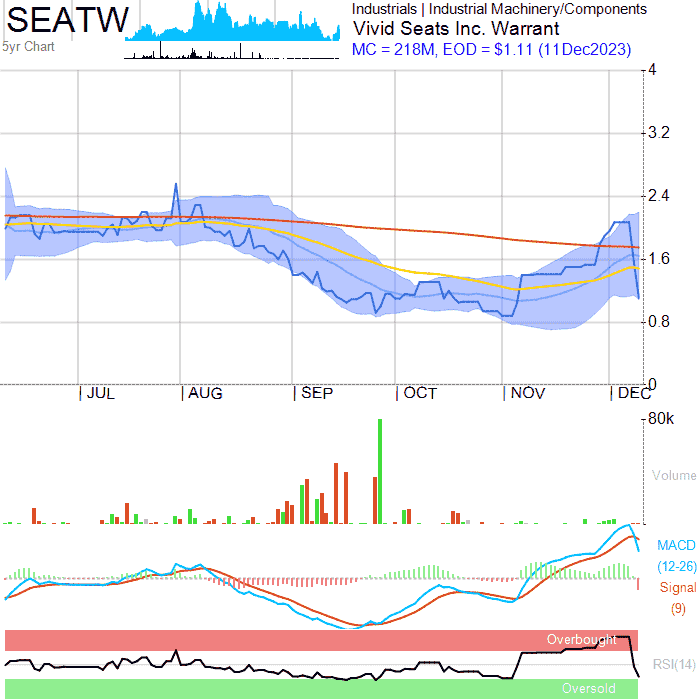 SEATW
5yr Chart
Industrials | Industrial Machinery/Components
Vivid Seats Inc. Warrant
MC = 218M, EOD = $1.11 (11Dec2023)
4
3.2
2.4
1.6
0.8
0
JUL AUG SEP OCT NOV DEC
80k
Volume
MACD
(12-26)
Signal
(9)
Overbought
RSI(14)
Oversold